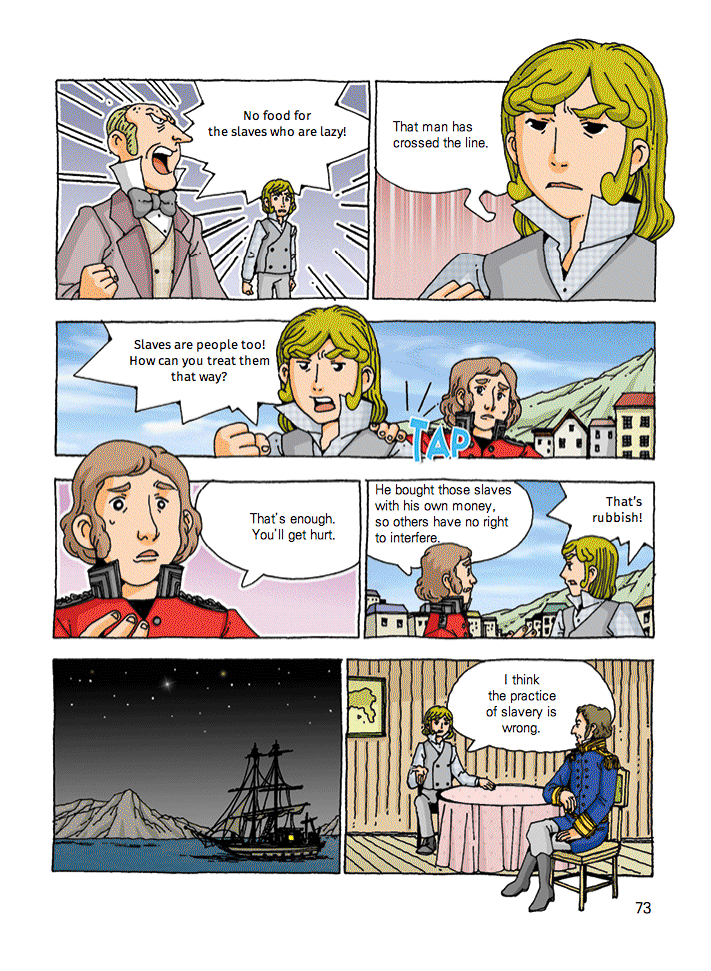 No food for
the slaves who are lazy!
That man has
crossed the line.
Slaves are people too!
How can you treat them
that way?
TAP
That's enough.
You'll get hurt.
He bought those slaves
with his own money,
so others have no right
to interfere.
That's
rubbish!
I think
the practice
of slavery is
wrong.
73